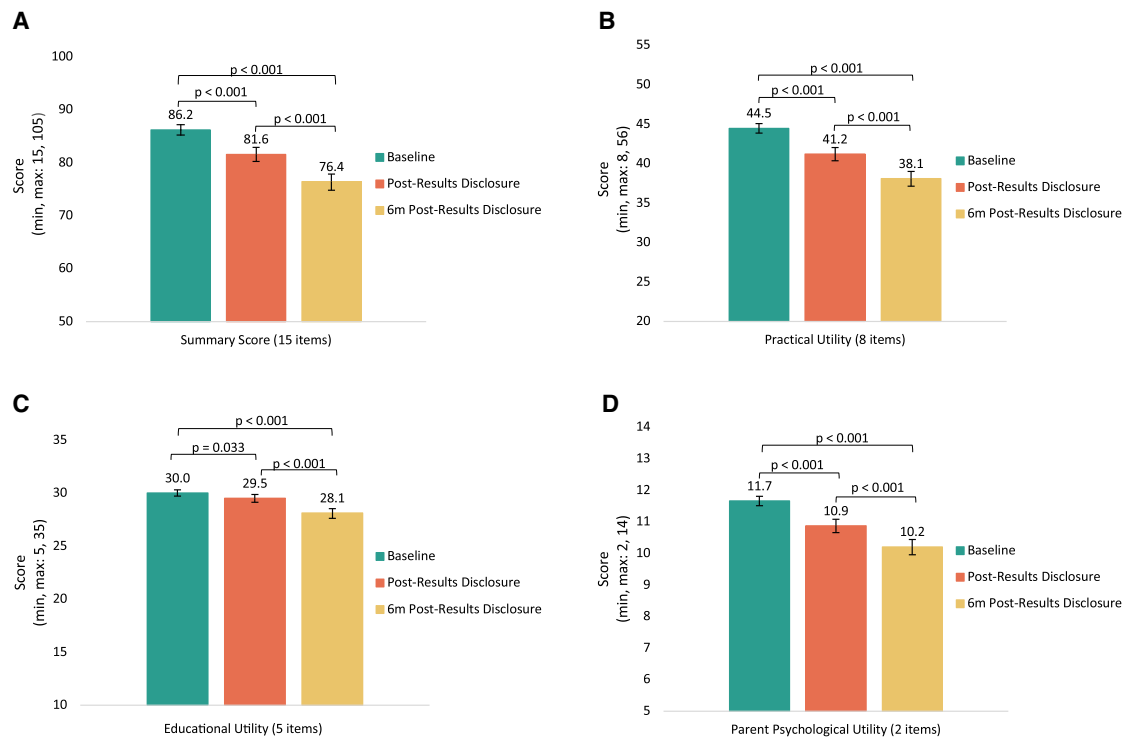 A
100
90
80
70
60
50
Score
(min, max: 15, 105)
p < 0.001
p < 0.001
p < 0.001
86.2
81.6
76.4
Baseline
Post-Results Disclosure
6m Post-Results Disclosure
Summary Score (15 items)
B
55
50
45
40
35
30
25
20
Score
(min, max: 8, 56)
p < 0.001
p < 0.001
p < 0.001
44.5
41.2
38.1
Baseline
Post-Results Disclosure
6m Post-Results Disclosure
Practical Utility (8 items)
C
35
30
25
20
15
10
Score
(min, max: 5, 35)
p < 0.001
p = 0.033
p < 0.001
30.0
29.5
28.1
Baseline
Post-Results Disclosure
6m Post-Results Disclosure
Educational Utility (5 items)
D
14
13
12
11
10
9
8
7
6
5
Score
(min, max: 2, 14)
p < 0.001
p < 0.001
p < 0.001
11.7
10.9
10.2
Baseline
Post-Results Disclosure
6m Post-Results Disclosure
Parent Psychological Utility (2 items)